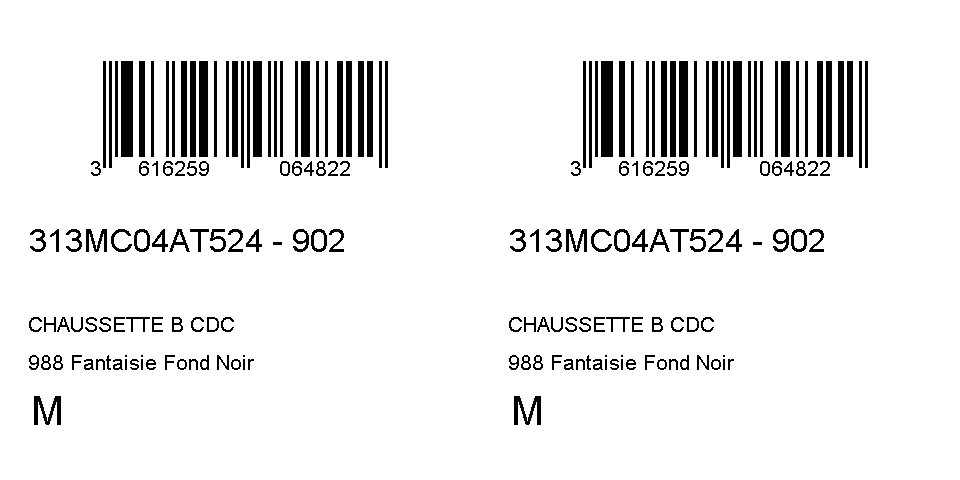 3 616259 064822
313MC04AT524 - 902
CHAUSSETTE B CDC
988 Fantaisie Fond Noir
M
3 616259 064822
313MC04AT524 - 902
CHAUSSETTE B CDC
988 Fantaisie Fond Noir
M